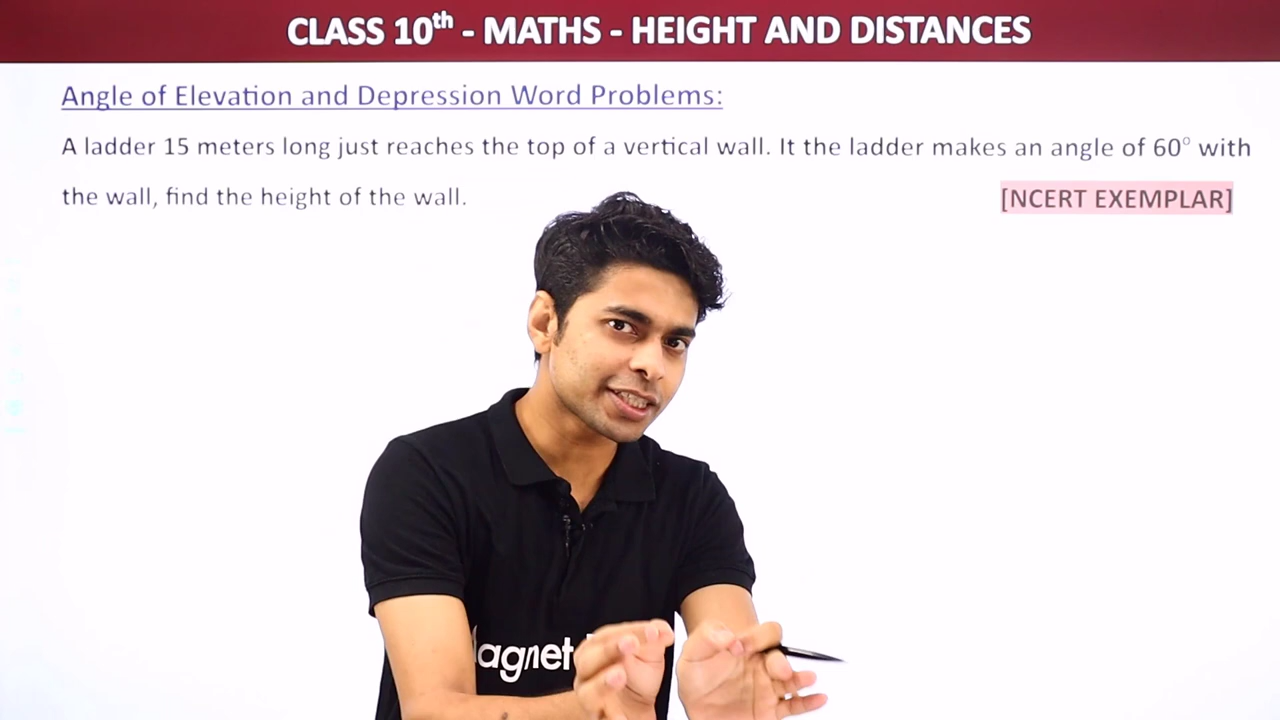 CLASS 10th - MATHS - HEIGHT AND DISTANCES
Angle of Elevation and Depression Word Problems:
A ladder 15 meters long just reaches the top of a vertical wall. It the ladder makes an angle of 60° with
the wall, find the height of the wall.
[NCERT EXEMPLAR]
agnet